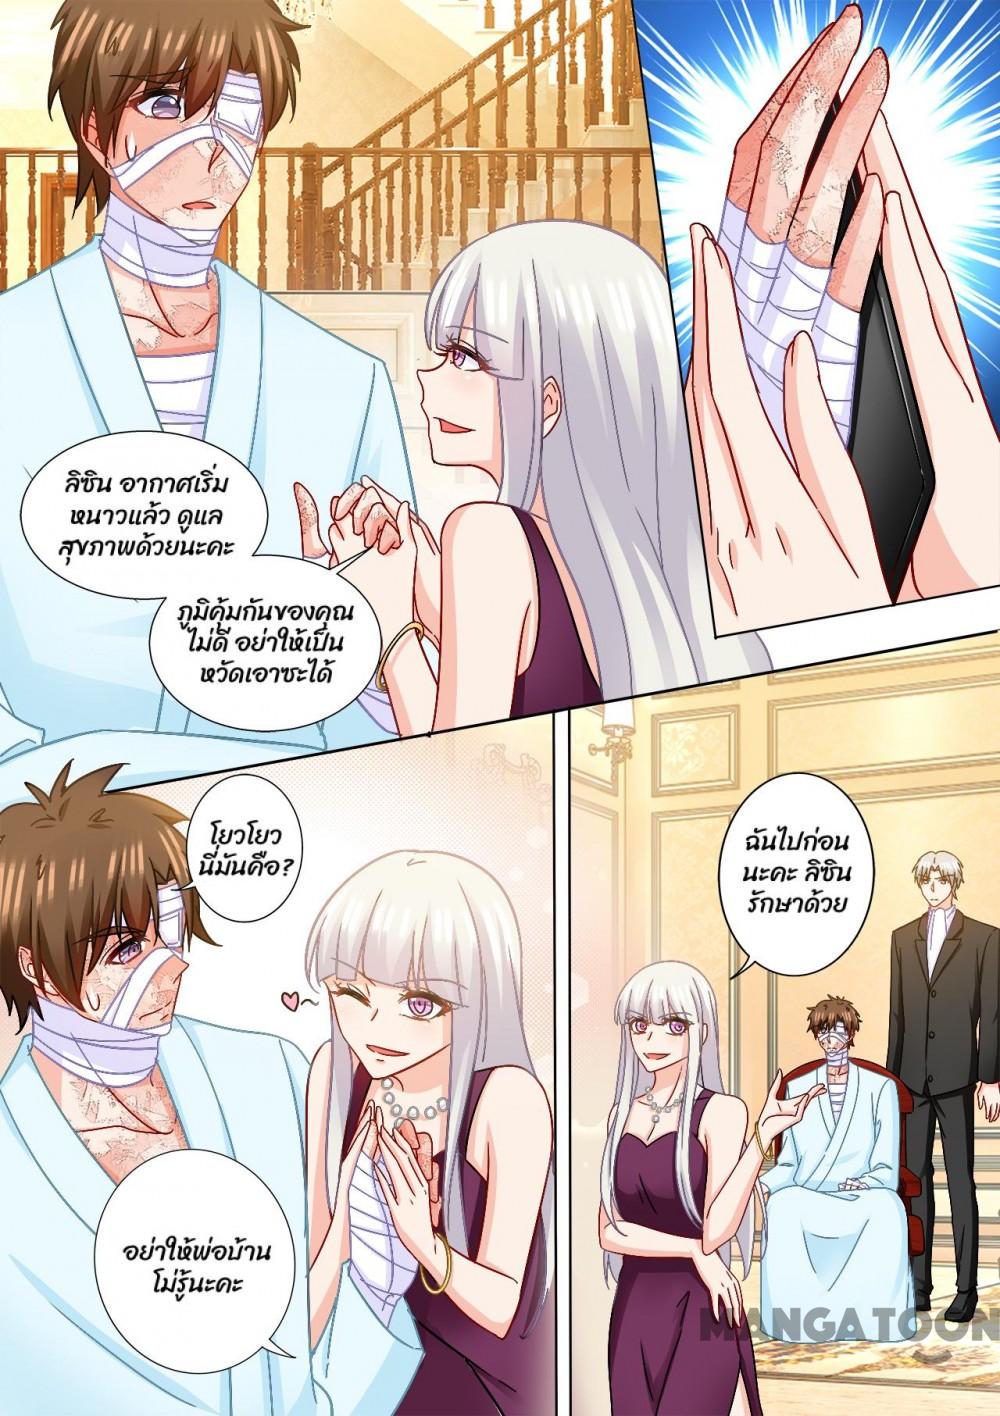 ลิซิน อากาศเริ่ม
หนาวแล้ว ดูแล
สุขภาพด้วยนะคะ
ภูมิคุ้มกันของคุณ
ไม่ดี อย่าให้เป็น
หวัดเอาซะได้
โยวโยว
นี่มันคือ?
อย่าให้พ่อบ้าน
โม่รู้นะคะ
ฉันไปก่อน
นะคะ ลิซิน
รักษาด้วย
MANGATOON